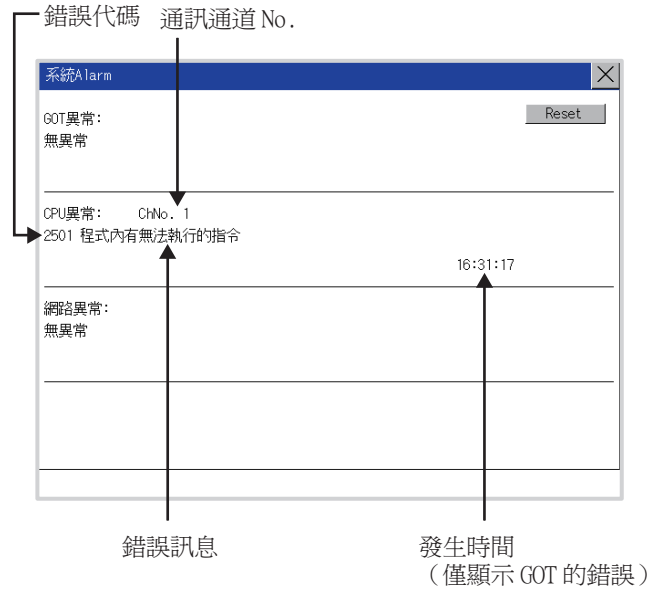 錯誤代碼 通訊通道 No.
系統Alarm
Reset
GOT異常:
無異常
CPU異常: ChNo. 1
2501 程式內有無法執行的指令
16:31:17
網路異常:
無異常
錯誤訊息 發生時間
（僅顯示 GOT 的錯誤）